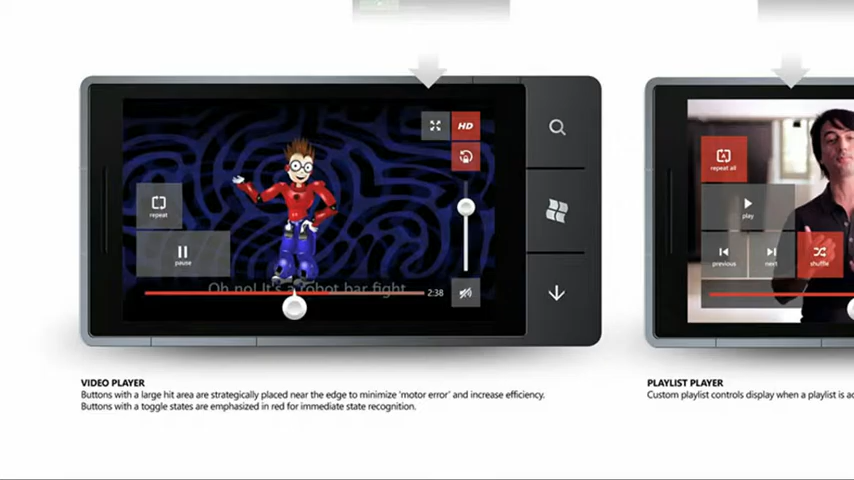 HD
repeat
pause
Oh no! It's a robot bar fight
2:38
repeat all
play
previous
next
shuffle
VIDEO PLAYER
Buttons with a large hit area are strategically placed near the edge to minimize 'motor error' and increase efficiency.
Buttons with a toggle states are emphasized in red for immediate state recognition.
PLAYLIST PLAYER
Custom playlist controls display when a playlist is